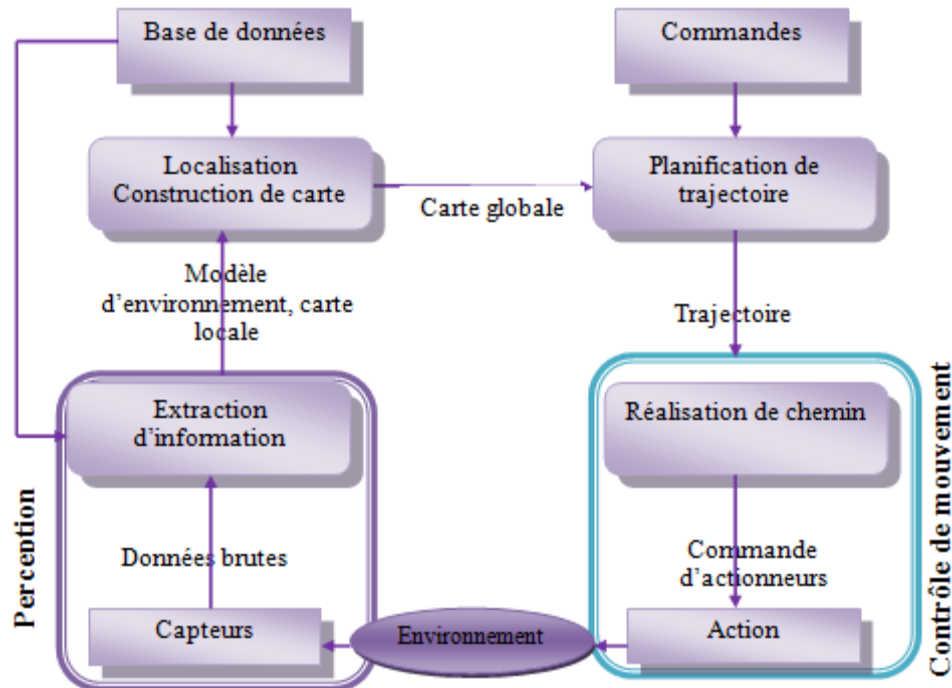 Base de données
Commandes
Localisation
Construction de carte
Planification de
trajectoire
Carte globale
Modèle
d'environnement, carte
locale
Trajectoire
Extraction
d'information
Réalisation de chemin
Perception
Contrôle de mouvement
Données brutes
Commande
d'actionneurs
Capteurs
Environnement
Action